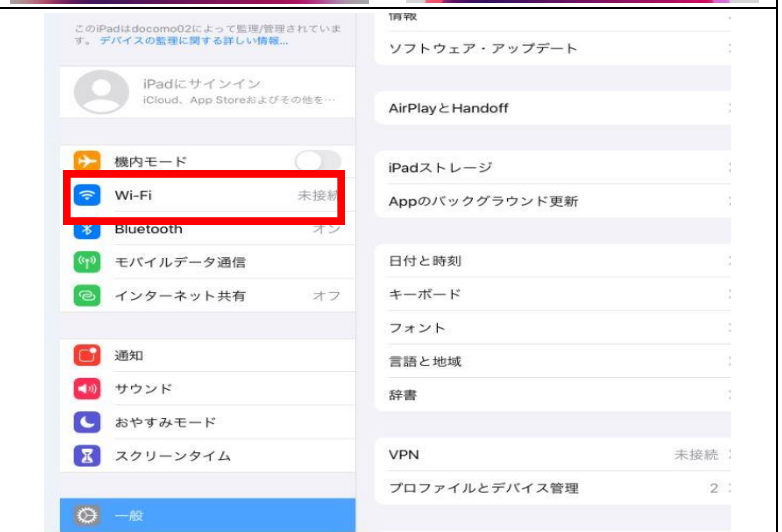 このiPadはdocomo02によって監理/管理されていま
す。デバイスの監理に関する詳しい情報...
iPadにサインイン
iCloud、App Storeおよびその他を…
機内モード
Wi-Fi 未接続
Bluetooth オン
モバイルデータ通信
インターネット共有 オフ
通知
サウンド
おやすみモード
スクリーンタイム
一般
情報
ソフトウェア・アップデート
AirPlayとHandoff
iPadストレージ
Appのバックグラウンド更新
日付と時刻
キーボード
フォント
言語と地域
辞書
VPN 未接続
プロファイルとデバイス管理 2